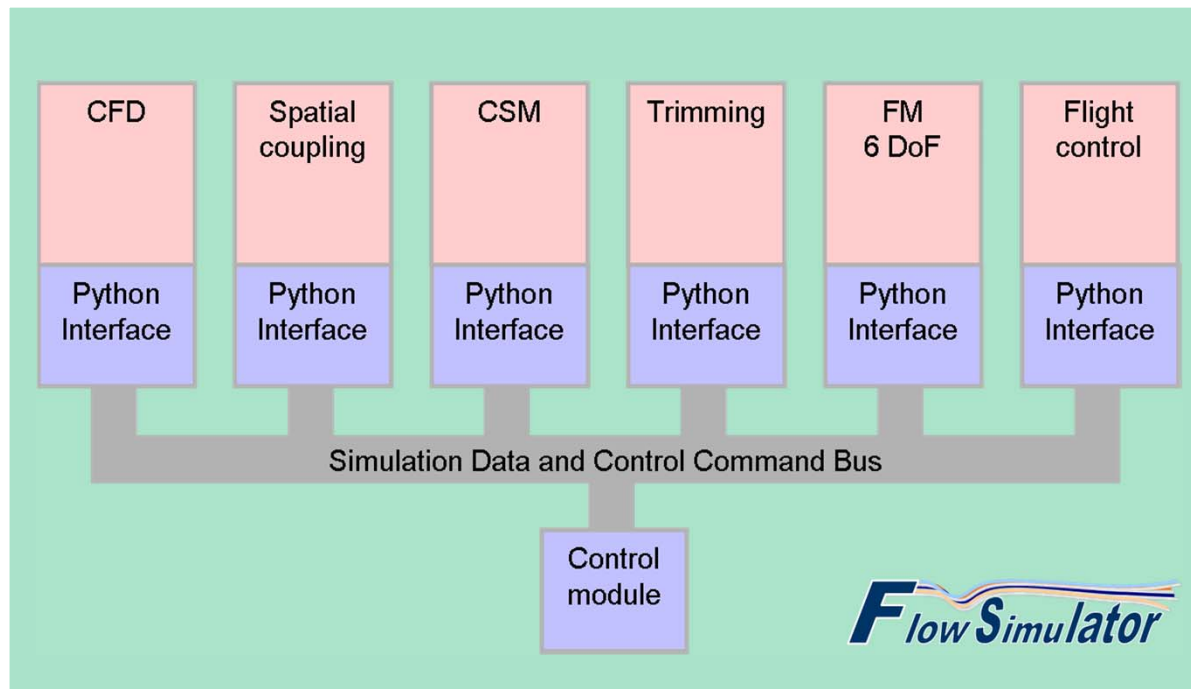 CFD
Spatial
coupling
CSM
Trimming
FM
6 DoF
Flight
control
Python
Interface
Python
Interface
Python
Interface
Python
Interface
Python
Interface
Python
Interface
Simulation Data and Control Command Bus
Control
module
FlowSimulator